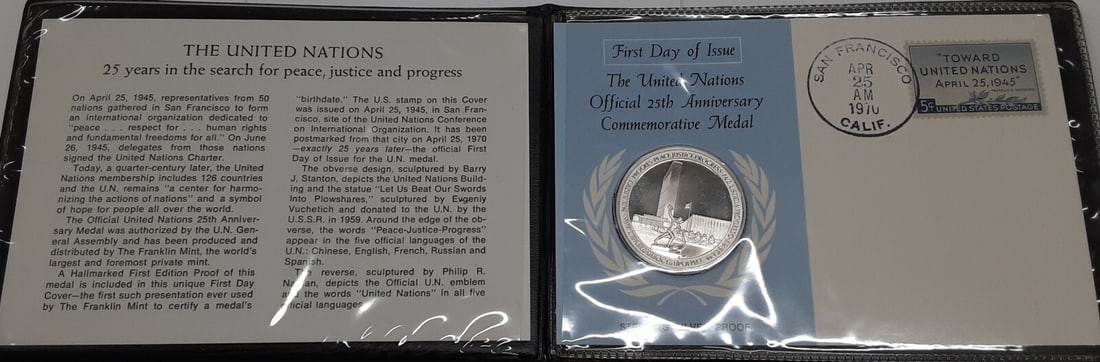 THE UNITED NATIONS
25 years in the search for peace, justice and progress
On April 25, 1945, representatives from 50
nations gathered in San Francisco to form
an international organization dedicated to
"peace . . . respect for . . . human rights
and fundamental freedoms for all." On June
26, 1945, delegates from those nations
signed the United Nations Charter.
Today, a quarter-century later, the United
Nations membership includes 126 countries
and the U.N. remains "a center for harmo-
nizing the actions of nations" and a symbol
of hope for people all over the world.
The Official United Nations 25th Anniver-
sary Medal was authorized by the U.N. Gen-
eral Assembly and has been produced and
distributed by The Franklin Mint, the world's
largest and foremost private mint.
A Hallmarked First Edition Proof of this
medal is included in this unique First Day
Cover—the first such presentation ever used
by The Franklin Mint to certify a medal's
"birthdate." The U.S. stamp on this Cover
was issued on April 25, 1945, in San Fran-
cisco, site of the United Nations Conference
on International Organization. It has been
postmarked from that city on April 25, 1970
—exactly 25 years later—the official First
Day of Issue for the U.N. medal.
The obverse design, sculptured by Barry
J. Stanton, depicts the United Nations Build-
ing and the statue "Let Us Beat Our Swords
Into Plowshares," sculptured by Evgeniy
Vuchetich and donated to the U.N. by the
U.S.S.R. in 1959. Around the edge of the ob-
verse, the words "Peace-Justice-Progress"
appear in the five official languages of the
U.N.: Chinese, English, French, Russian and
Spanish.
The reverse, sculptured by Philip R.
Nathan, depicts the Official U.N. emblem
and the words "United Nations" in all five
official languages.
First Day of Issue
The United Nations
Official 25th Anniversary
Commemorative Medal
PEACE JUSTICE PROGRESS
STERLING SILVER PROOF
SAN FRANCISCO
APR
25
AM
1970
CALIF.
"TOWARD
UNITED NATIONS
APRIL 25, 1945"
5¢ UNITED STATES POSTAGE